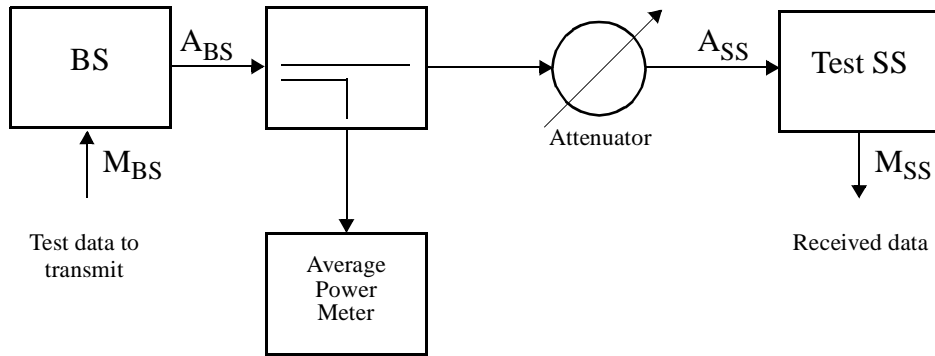 BS
A_BS
A_SS
Test SS
Attenuator
M_BS
M_SS
Test data to
transmit
Received data
Average
Power
Meter